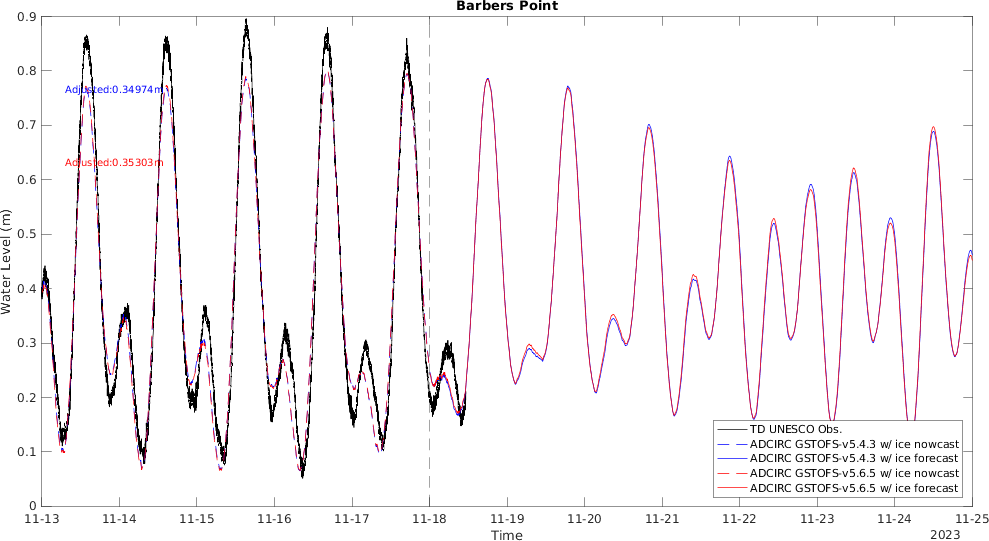 Barbers Point
Water Level (m)
0.9
0.8
0.7
0.6
0.5
0.4
0.3
0.2
0.1
0
Adjusted:0.34974m
Adjusted:0.35303m
TD UNESCO Obs.
ADCIRC GSTOFS-v5.4.3 w/ ice nowcast
ADCIRC GSTOFS-v5.4.3 w/ ice forecast
ADCIRC GSTOFS-v5.6.5 w/ ice nowcast
ADCIRC GSTOFS-v5.6.5 w/ ice forecast
11-13 11-14 11-15 11-16 11-17 11-18 11-19 11-20 11-21 11-22 11-23 11-24 11-25
Time
2023